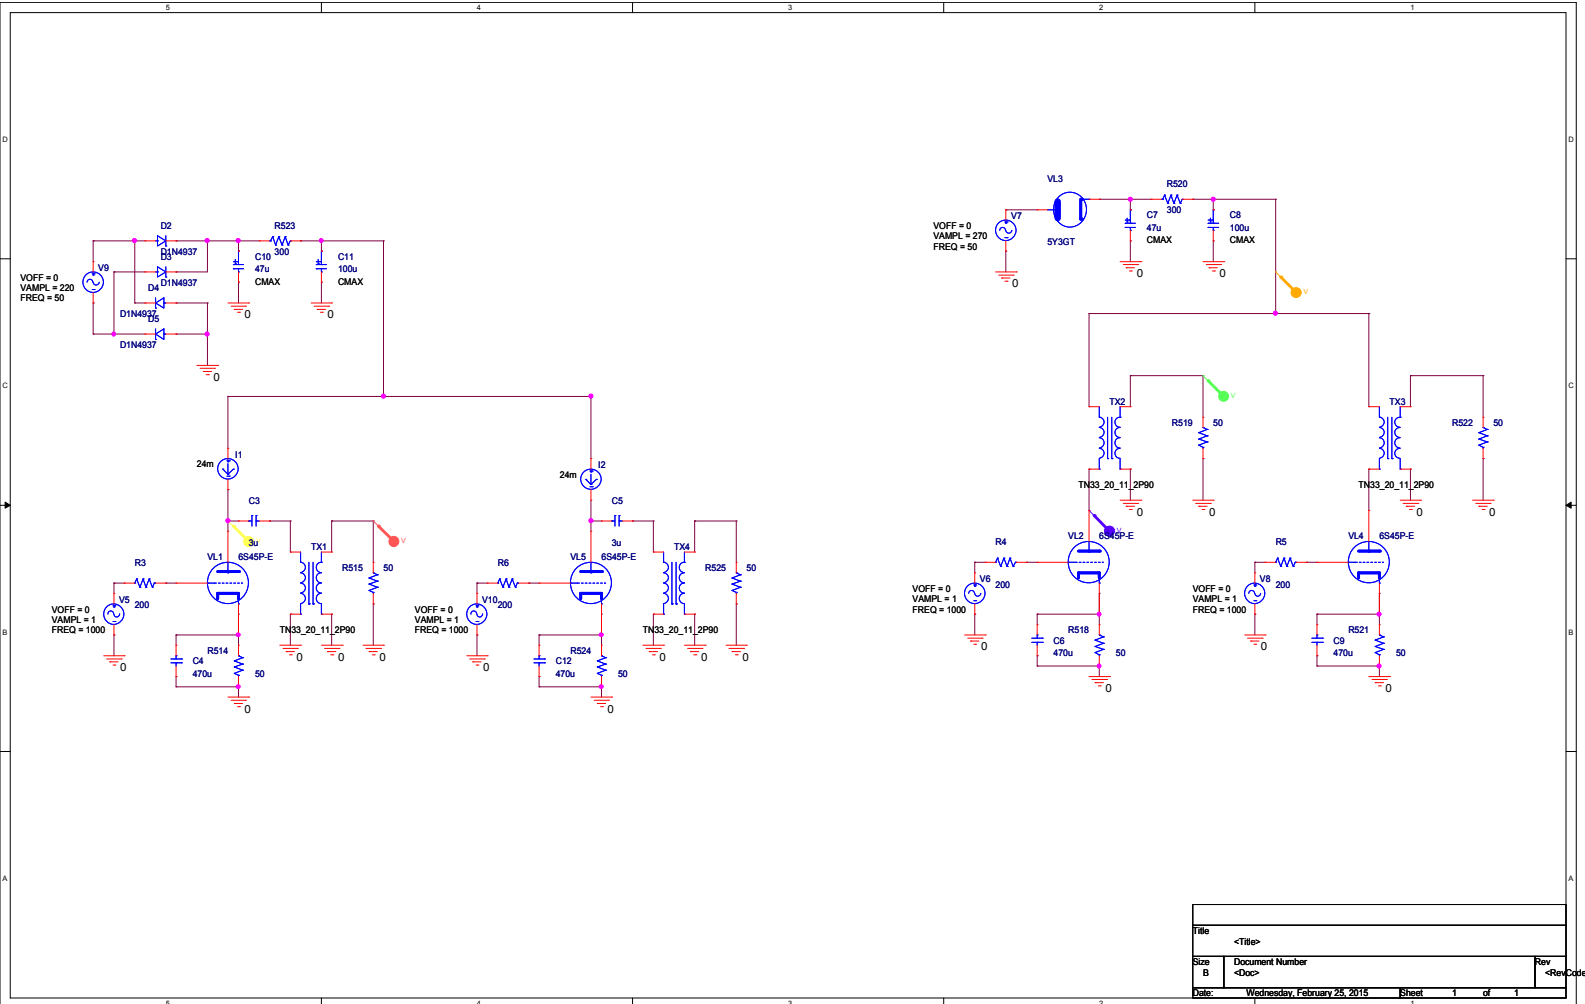 5
4
3
2
1
D
D
C
C
B
B
A
A
VL3
R520
300
V7
VOFF = 0
VAMPL = 270
FREQ = 50
5Y3GT
C7
47u
CMAX
C8
100u
CMAX
0
0
0
V
D2
D1N4937
D3
D1N4937
D4
D1N4937
D5
D1N4937
R523
300
V9
VOFF = 0
VAMPL = 220
FREQ = 50
C10
47u
CMAX
C11
100u
CMAX
0
0
0
I1
24m
I2
24m
C3
3u
C5
3u
VL1
6S45P-E
TX1
TN33_20_11_2P90
V
R515
50
R3
200
V5
VOFF = 0
VAMPL = 1
FREQ = 1000
0
C4
470u
R514
50
0
0
0
0
VL5
6S45P-E
TX4
TN33_20_11_2P90
R525
50
R6
200
V10
VOFF = 0
VAMPL = 1
FREQ = 1000
0
C12
470u
R524
50
0
0
0
0
TX2
TN33_20_11_2P90
V
R519
50
0
0
V
VL2
6S45P-E
R4
200
V6
VOFF = 0
VAMPL = 1
FREQ = 1000
0
C6
470u
R518
50
0
TX3
TN33_20_11_2P90
R522
50
0
0
VL4
6S45P-E
R5
200
V8
VOFF = 0
VAMPL = 1
FREQ = 1000
0
C9
470u
R521
50
0
Title
<Title>
Size
B
Document Number
<Doc>
Rev
<RevCode
Date:
Wednesday, February 25, 2015
Sheet
1
of
1
5
4
3
2
1